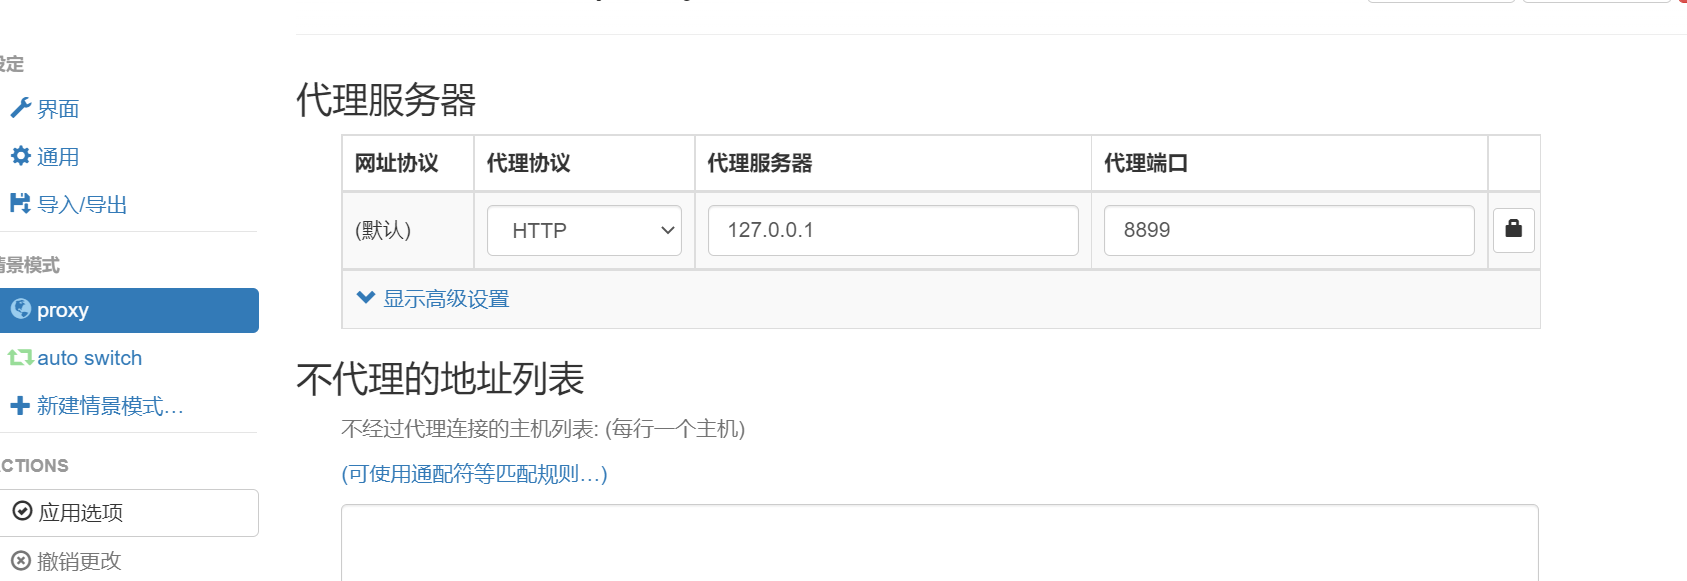 设定
界面
通用
导入/导出
情景模式
proxy
auto switch
新建情景模式…
CTIONS
应用选项
撤销更改
代理服务器
网址协议 代理协议 代理服务器 代理端口
(默认) HTTP 127.0.0.1 8899
显示高级设置
不代理的地址列表
不经过代理连接的主机列表: (每行一个主机)
(可使用通配符等匹配规则…)